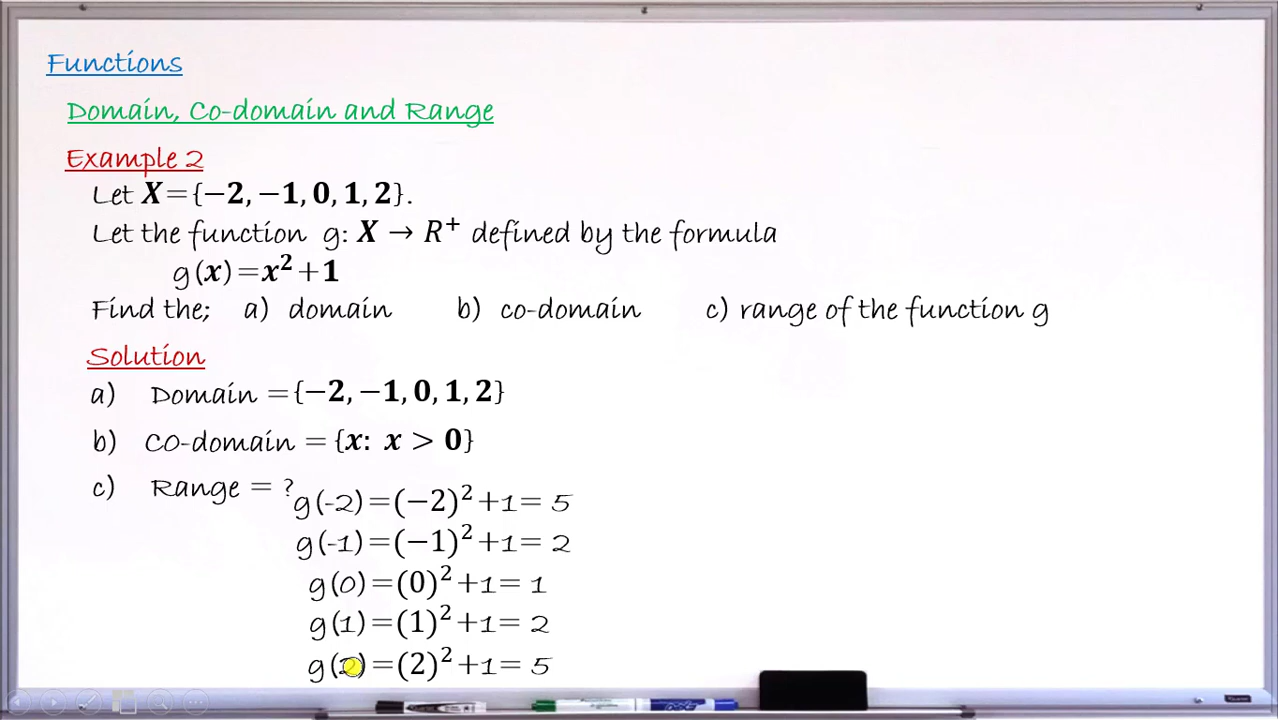 Functions
Domain, Co-domain and Range
Example 2
Let X={−2, −1, 0, 1, 2}.
Let the function g: X → R⁺ defined by the formula
g(x)=x²+1
Find the; a) domain b) co-domain c) range of the function g
Solution
a) Domain ={−2, −1, 0, 1, 2}
b) CO-domain = {x: x > 0}
c) Range = ?
g(-2)=(−2)²+1= 5
g(-1)=(−1)²+1= 2
g(0)=(0)²+1= 1
g(1)=(1)²+1= 2
g(2)=(2)²+1= 5